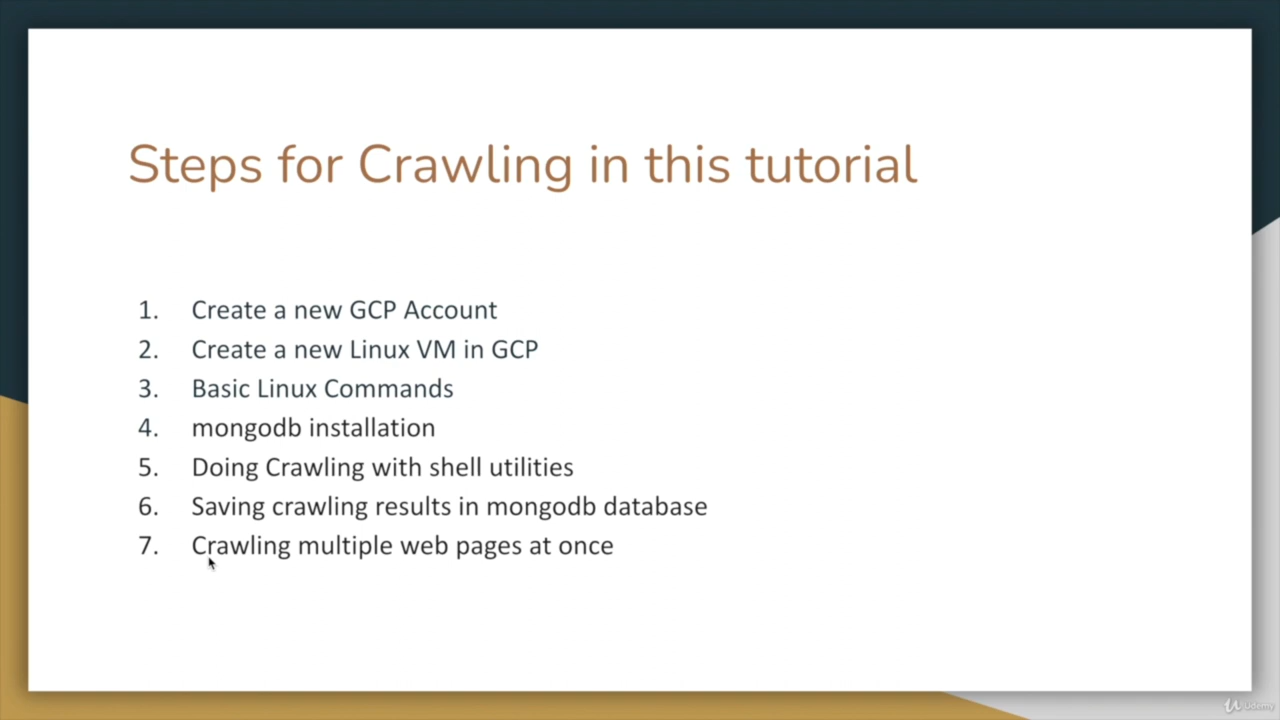 Steps for Crawling in this tutorial
1. Create a new GCP Account
2. Create a new Linux VM in GCP
3. Basic Linux Commands
4. mongodb installation
5. Doing Crawling with shell utilities
6. Saving crawling results in mongodb database
7. Crawling multiple web pages at once
Udemy